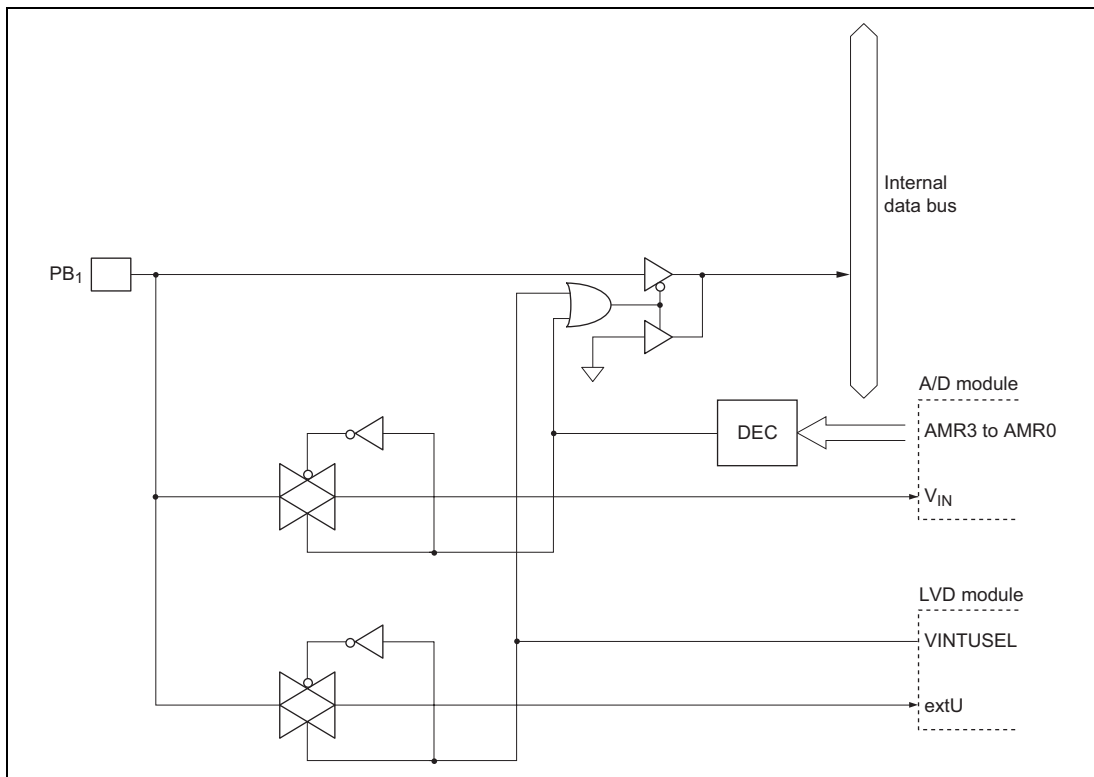 Internal
data bus
PB1
A/D module
DEC
AMR3 to AMR0
VIN
LVD module
VINTUSEL
extU